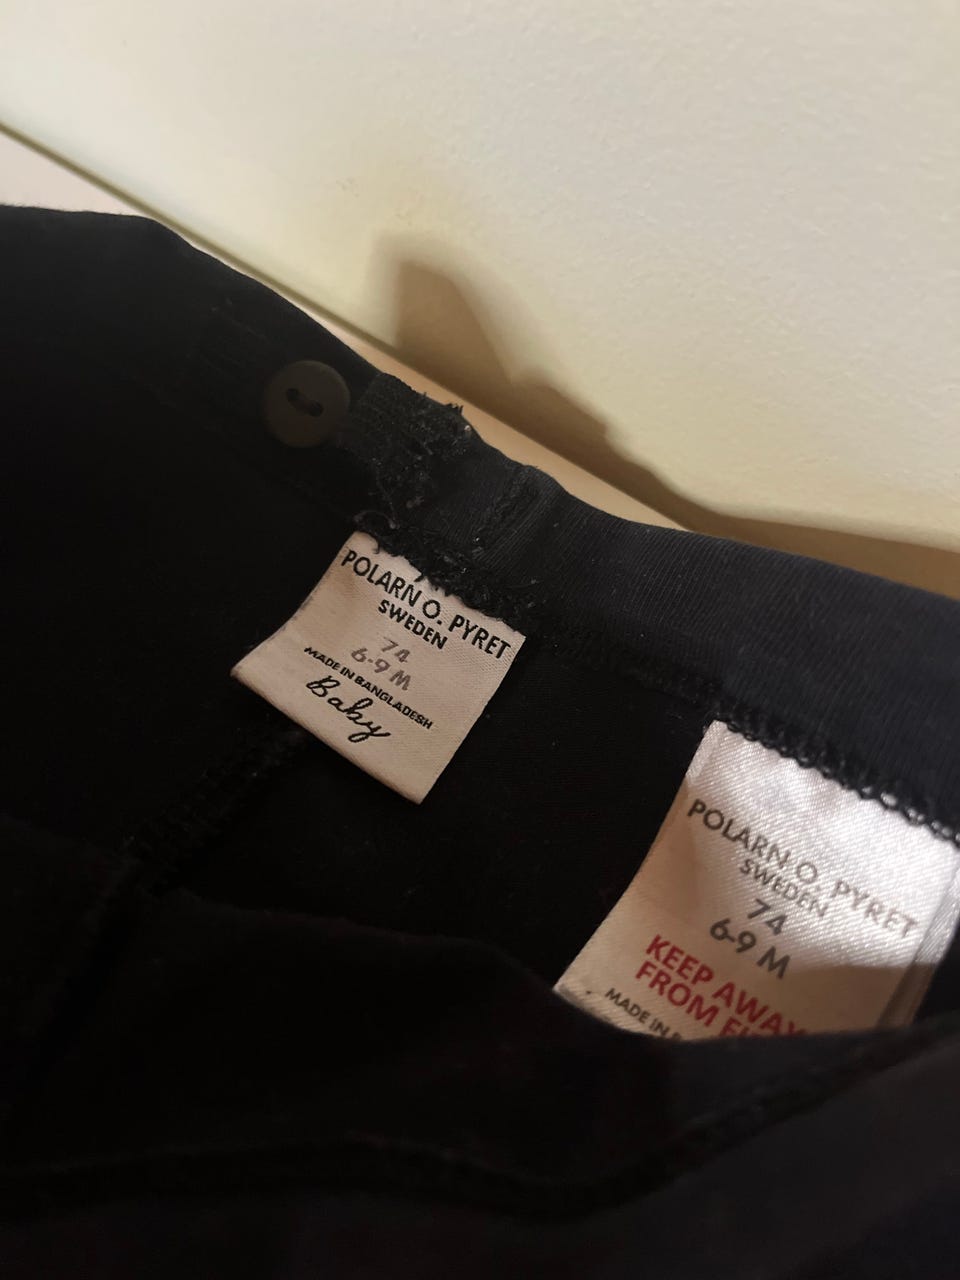 POLARN O. PYRET
SWEDEN
74
6-9 M
MADE IN BANGLADESH
Baby
POLARN O. PYRET
SWEDEN
74
6-9 M
KEEP AWAY
FROM
MADE IN